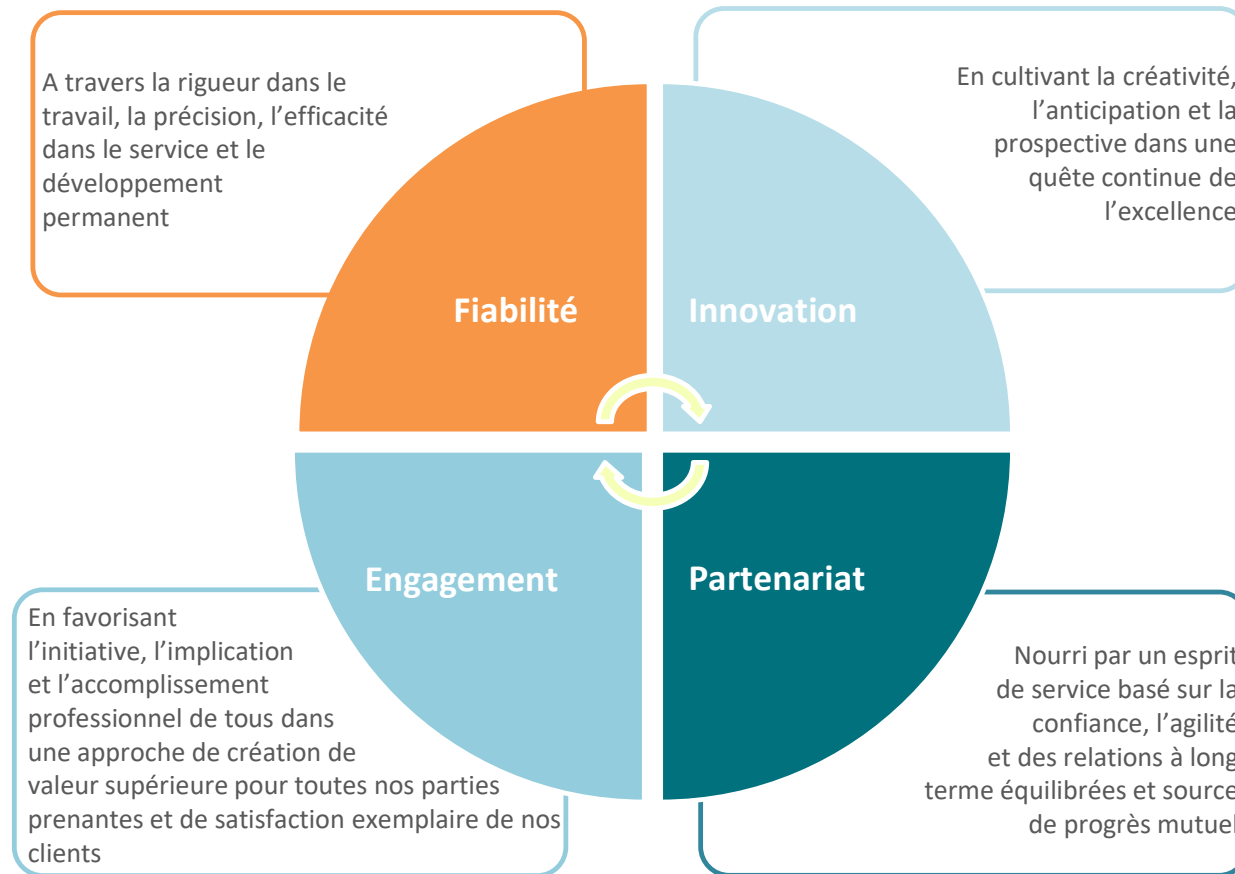 A travers la rigueur dans le
travail, la précision, l’efficacité
dans le service et le
développement
permanent
En cultivant la créativité,
l’anticipation et la
prospective dans une
quête continue de
l’excellence
Fiabilité
Innovation
Engagement
Partenariat
En favorisant
l’initiative, l’implication
et l’accomplissement
professionnel de tous dans
une approche de création de
valeur supérieure pour toutes nos parties
prenantes et de satisfaction exemplaire de nos
clients
Nourri par un esprit
de service basé sur la
confiance, l’agilité
et des relations à long
terme équilibrées et source
de progrès mutuel